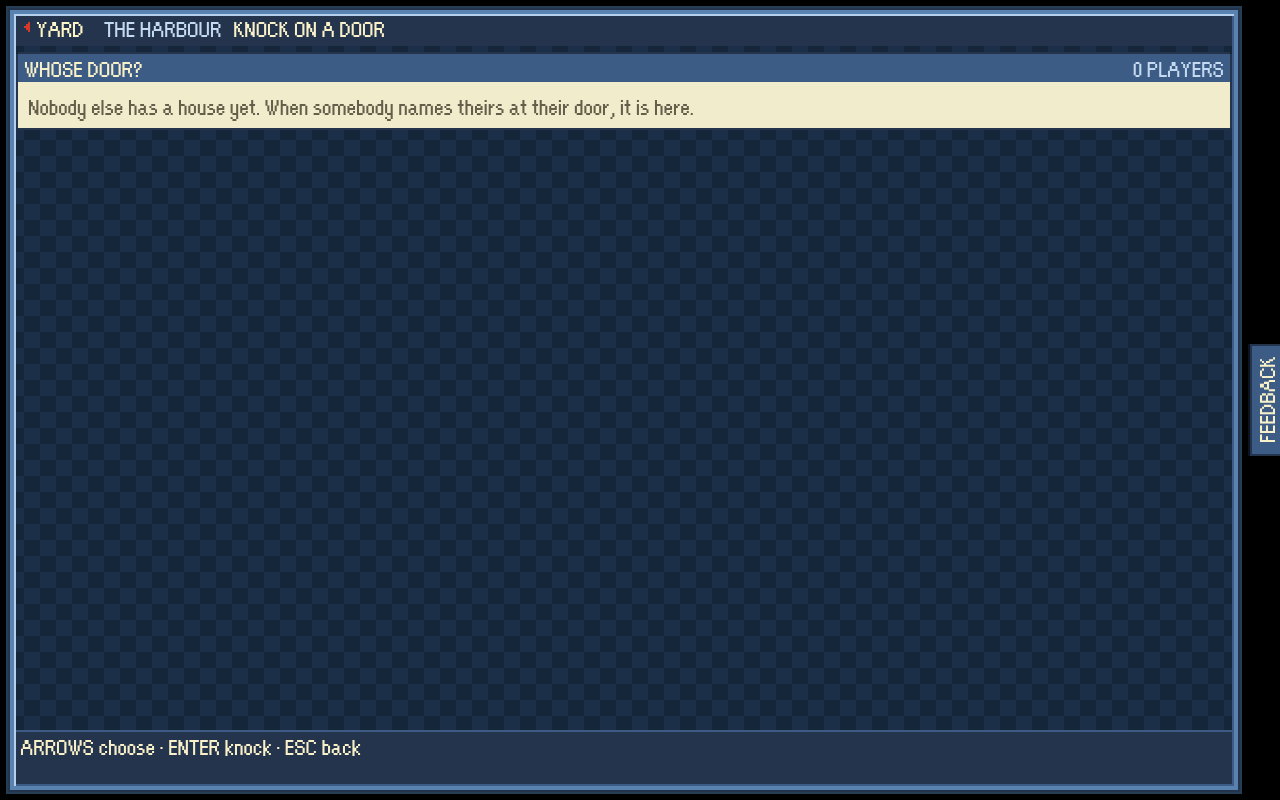 YARD THE HARBOUR KNOCK ON A DOOR
WHOSE DOOR? 0 PLAYERS
Nobody else has a house yet. When somebody names theirs at their door, it is here.
FEEDBACK
ARROWS choose · ENTER knock · ESC back